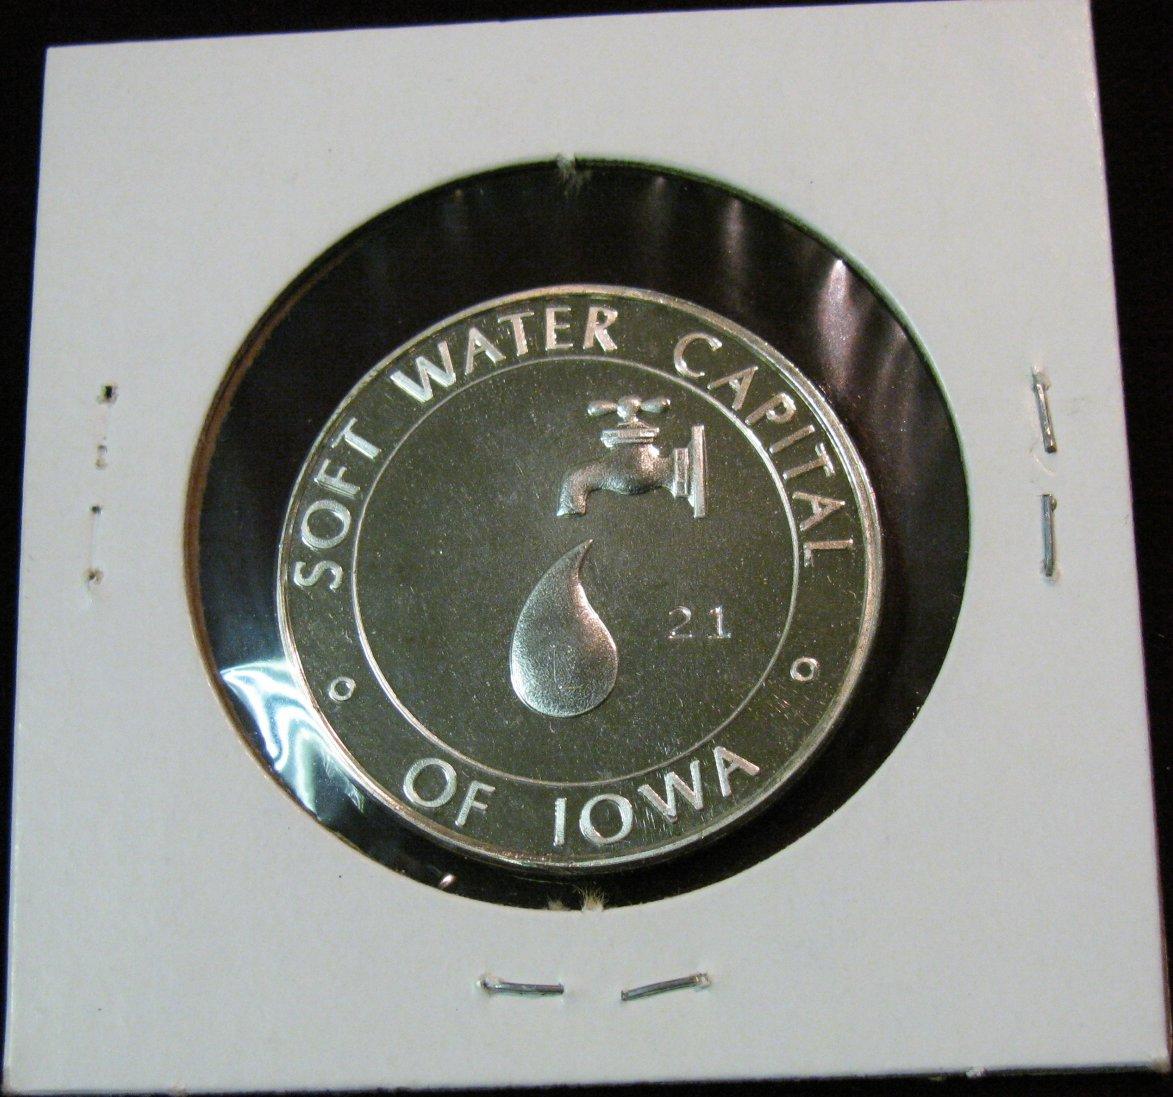 SOFT WATER CAPITAL
21
OF IOWA